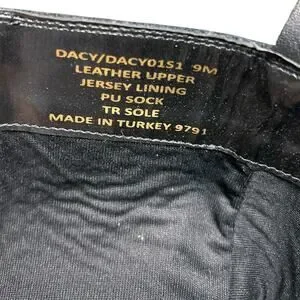 DACY/DACY01S1 9M
LEATHER UPPER
JERSEY LINING
PU SOCK
TR SOLE
MADE IN TURKEY 9791